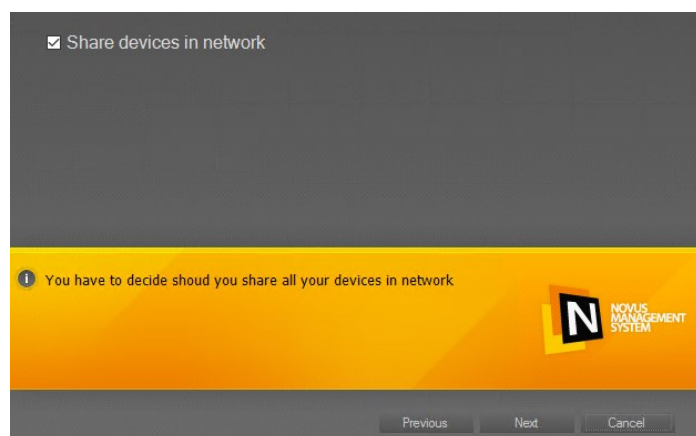 Share devices in network
You have to decide shoud you share all your devices in network
N
NOVUS
MANAGEMENT
SYSTEM
Previous
Next
Cancel